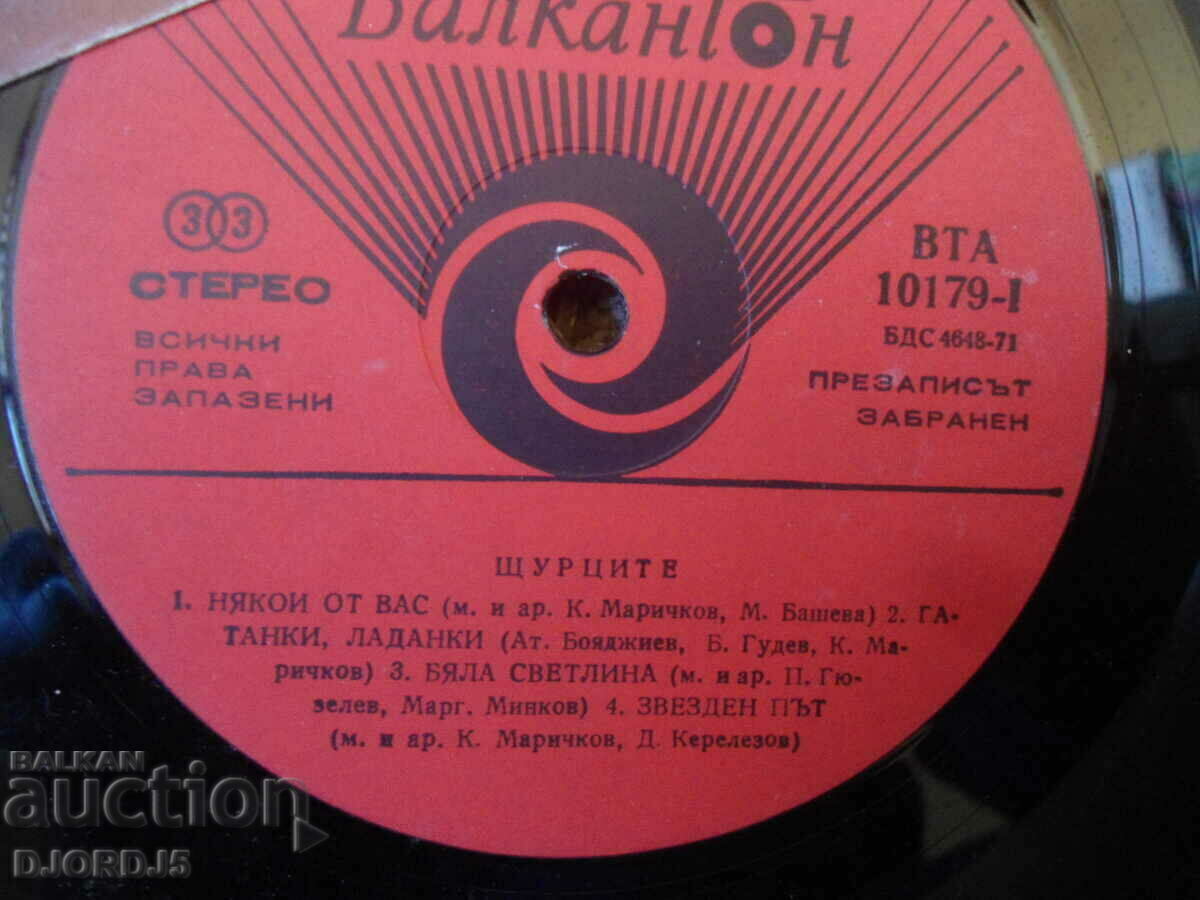 Балкантон
33
СТЕРЕО
ВСИЧКИ
ПРАВА
ЗАПАЗЕНИ
ВТА
10179-I
БДС 4648-71
ПРЕЗАПИСЪТ
ЗАБРАНЕН
ЩУРЦИТЕ
1. НЯКОИ ОТ ВАС (м. и ар. К. Маричков, М. Башева) 2. ГА-
ТАНКИ, ЛАДАНКИ (Ат. Бояджиев, Б. Гудев, К. Ма-
ричков) 3. БЯЛА СВЕТЛИНА (м. и ар. П. Гю-
зелев, Марг. Минков) 4. ЗВЕЗДЕН ПЪТ
(м. и ар. К. Маричков, Д. Керелезов)
BALKAN
auction
DJORDJ5